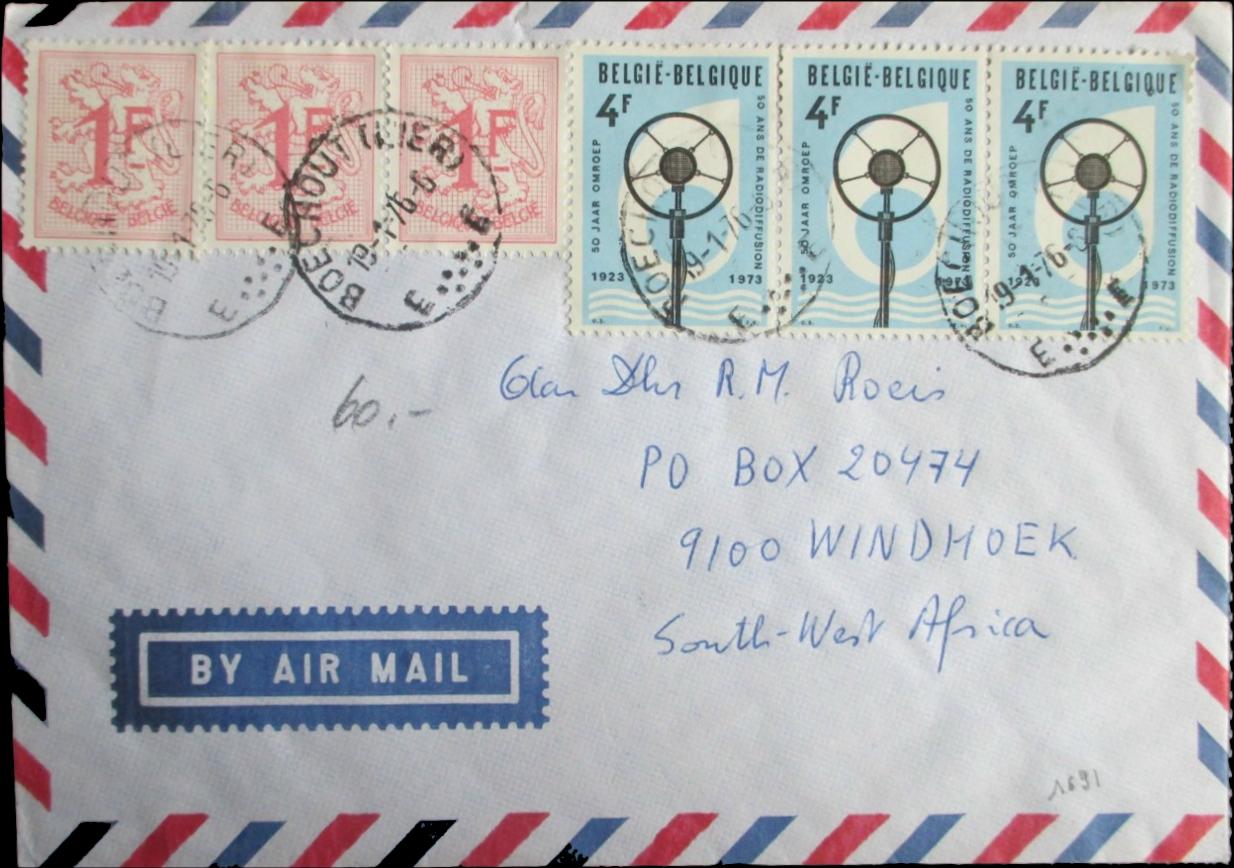 1F
BELGIQUE BELGIË
1F
BELGIQUE BELGIË
1F
BELGIQUE BELGIË
BELGIË-BELGIQUE
4F
50 JAAR OMROEP
50 ANS DE RADIODIFFUSION
1923 1973
BELGIË-BELGIQUE
4F
50 JAAR OMROEP
50 ANS DE RADIODIFFUSION
1923 1973
BELGIË-BELGIQUE
4F
50 JAAR OMROEP
50 ANS DE RADIODIFFUSION
1923 1973
BOECHOUT (LIER)
19-1-76-6
E E
60.-
Dhr R.M. Roeis
PO BOX 20474
9100 WINDHOEK
South-West Africa
BY AIR MAIL
1691